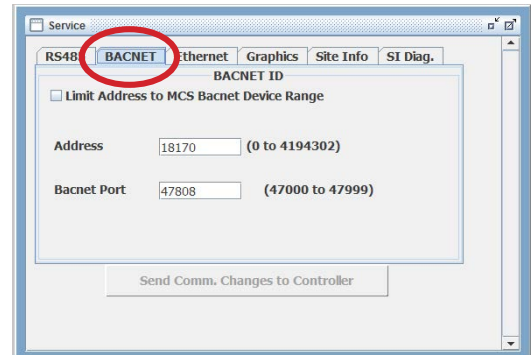 Service
RS485 BACNET Ethernet Graphics Site Info SI Diag.
BACNET ID
Limit Address to MCS Bacnet Device Range
Address 18170 (0 to 4194302)
Bacnet Port 47808 (47000 to 47999)
Send Comm. Changes to Controller